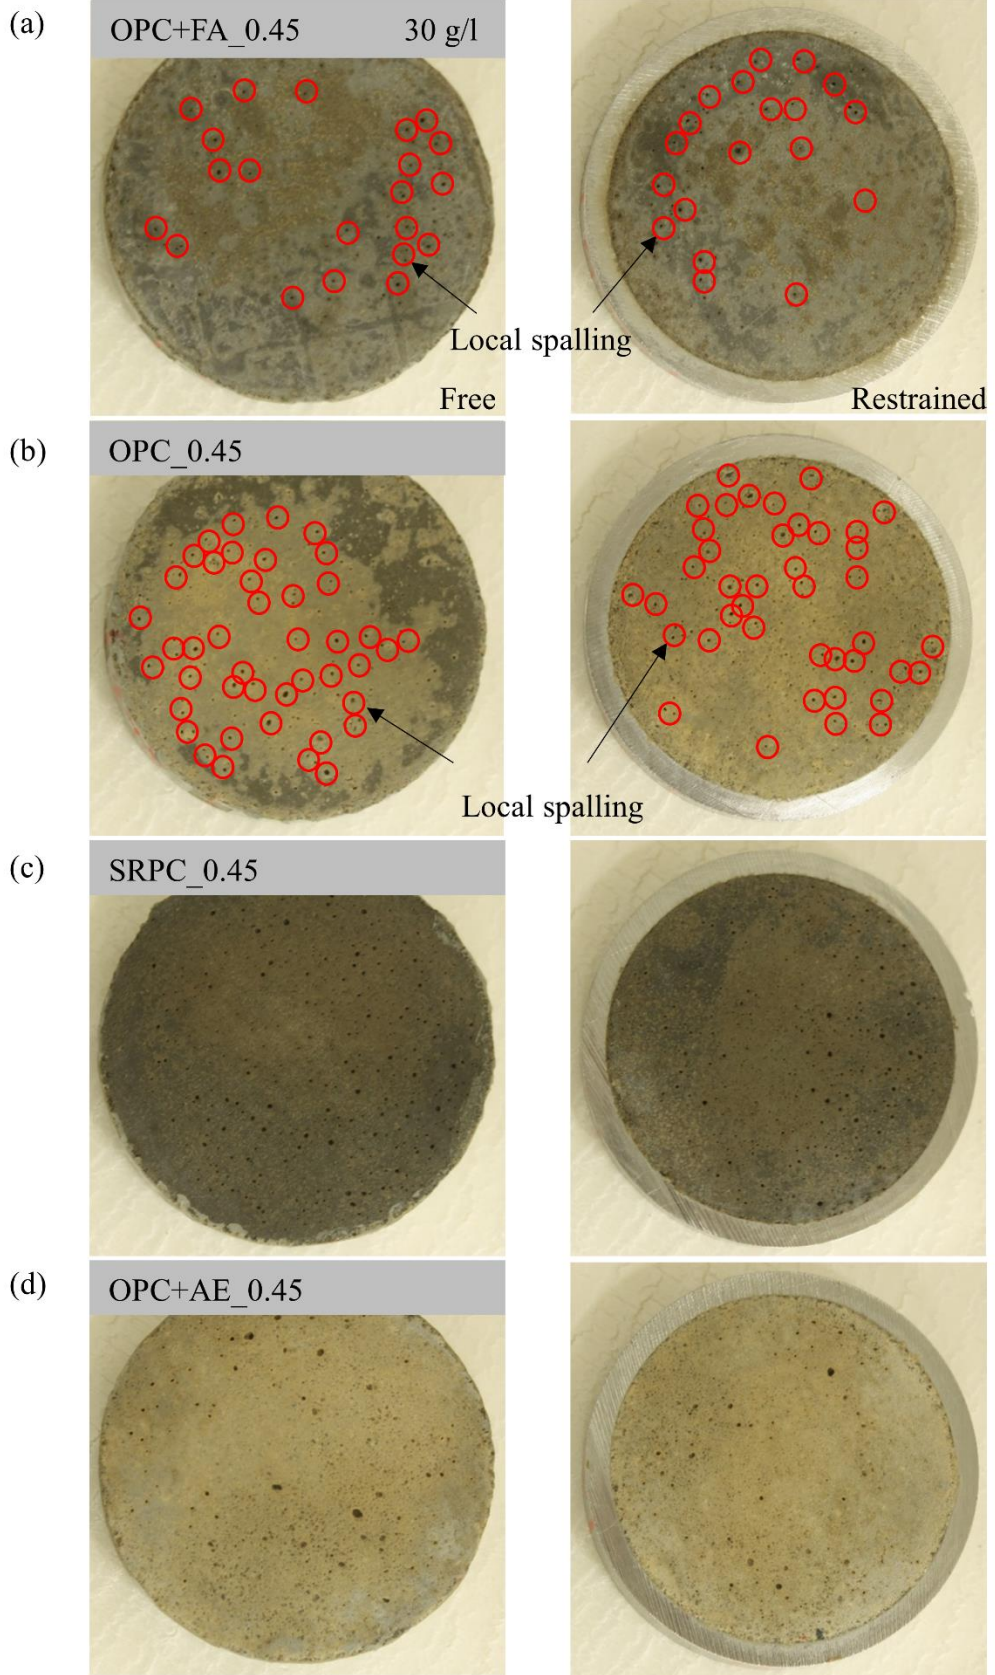 (a)
OPC+FA_0.45 30 g/l
Local spalling
Free
Restrained
(b)
OPC_0.45
Local spalling
(c)
SRPC_0.45
(d)
OPC+AE_0.45